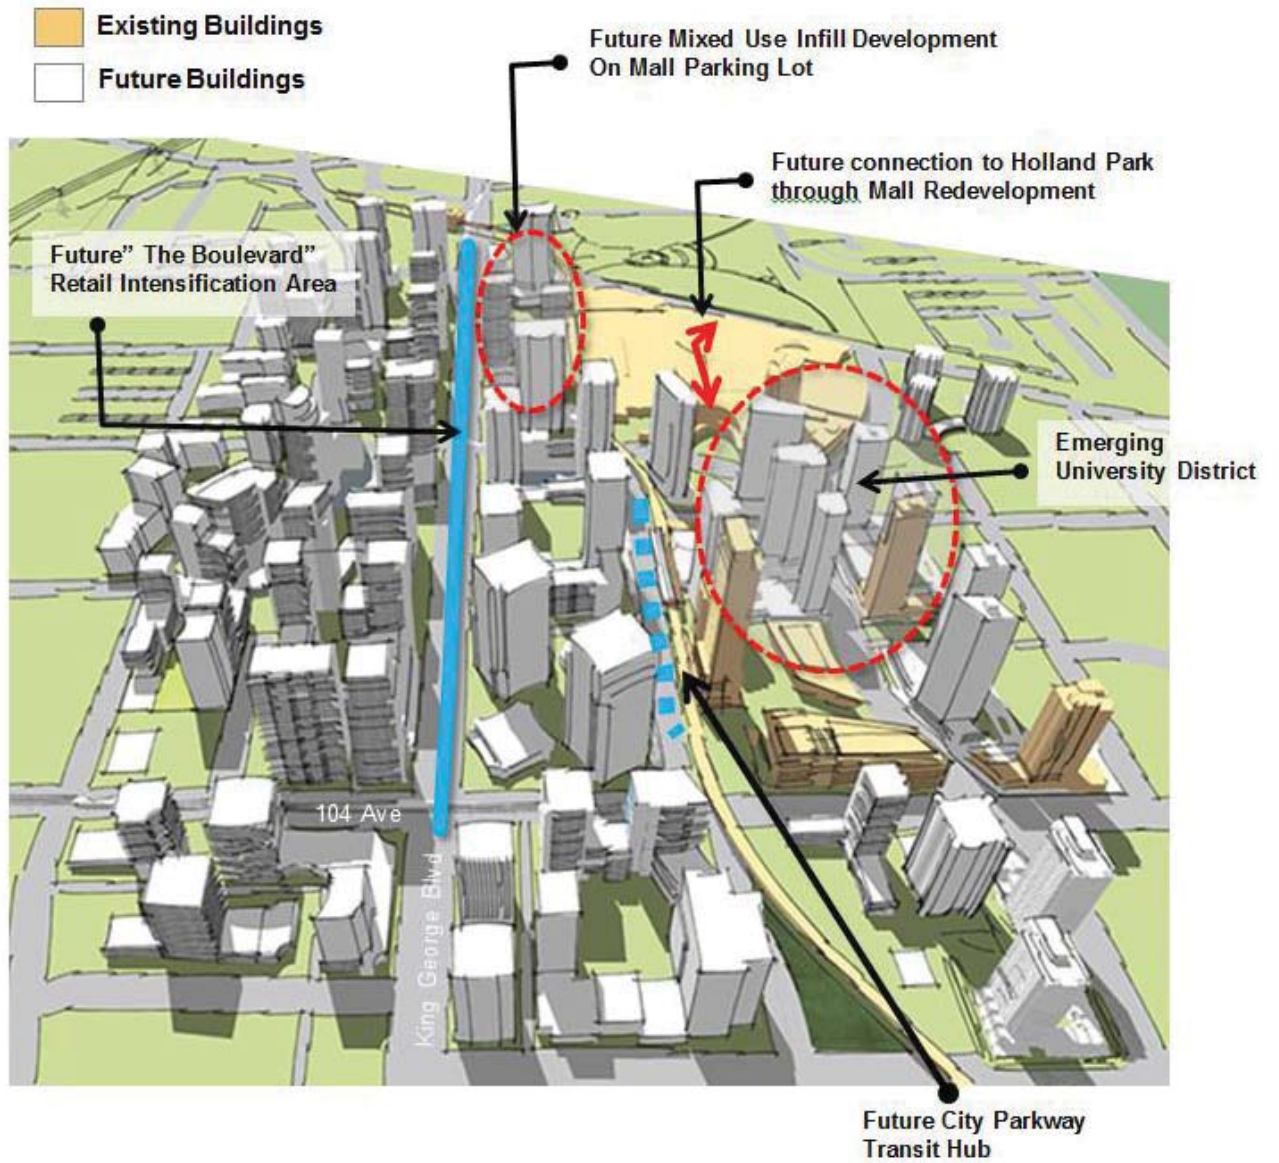 Existing Buildings
Future Buildings
Future Mixed Use Infill Development
On Mall Parking Lot
Future connection to Holland Park
through Mall Redevelopment
Future” The Boulevard”
Retail Intensification Area
Emerging
University District
104 Ave
King George Blvd
Future City Parkway
Transit Hub